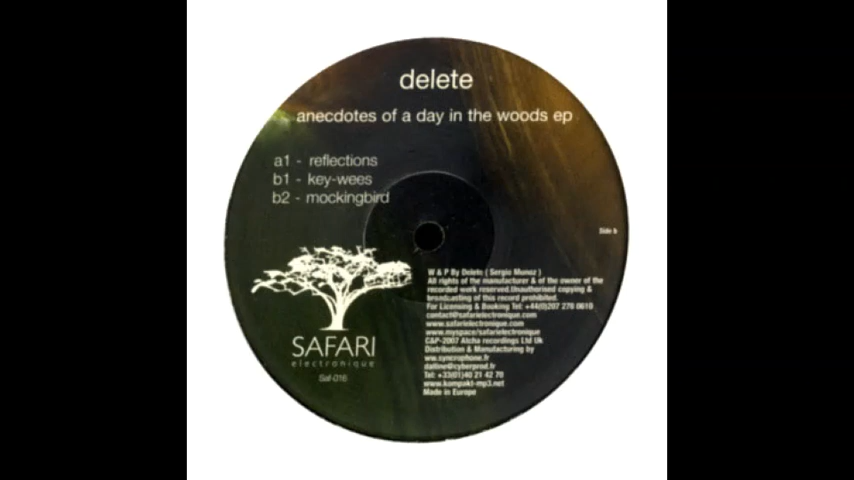 delete
anecdotes of a day in the woods ep
a1 - reflections
b1 - key-wees
b2 - mockingbird
Side b
SAFARI
electronique
Saf-016
W & P By Delete ( Sergio Munoz )
All rights of the manufacturer & of the owner of the
recorded work reserved.Unauthorised copying &
broadcasting of this record prohibited.
For Licensing & Booking Tel: +44(0)207 278 0610
contact@safarielectronique.com
www.safarielectronique.com
www.myspace/safarielectronique
C&P-2007 Atcha recordings Ltd Uk
Distribution & Manufacturing by
ww.syncrophone.fr
dalline@cyberprod.fr
Tel: +33(01)40 21 42 70
www.kompakt-mp3.net
Made in Europe